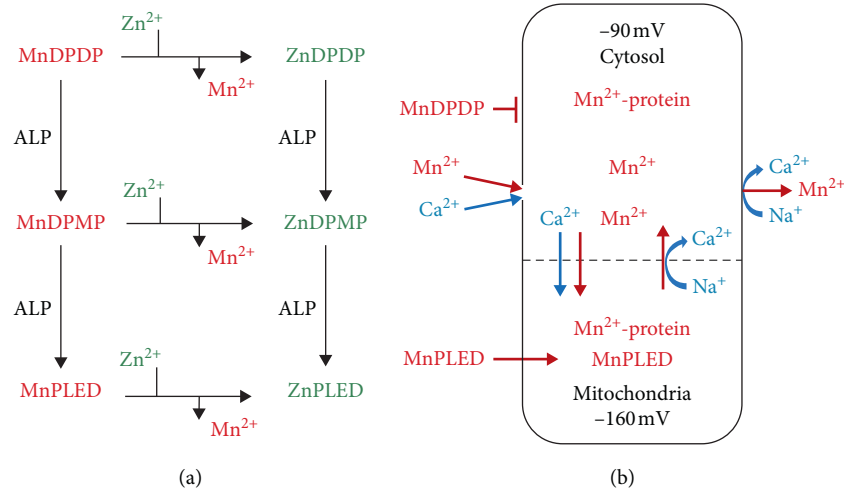 Zn²⁺
MnDPDP
ZnDPDP
Mn²⁺
ALP
ALP
Zn²⁺
MnDPMP
ZnDPMP
Mn²⁺
ALP
ALP
Zn²⁺
MnPLED
ZnPLED
Mn²⁺
(a)
–90 mV
Cytosol
MnDPDP
Mn²⁺-protein
Mn²⁺
Mn²⁺
Ca²⁺
Mn²⁺
Ca²⁺
Na⁺
Ca²⁺
Ca²⁺
Mn²⁺
Ca²⁺
Na⁺
Mn²⁺-protein
MnPLED
MnPLED
Mitochondria
–160 mV
(b)